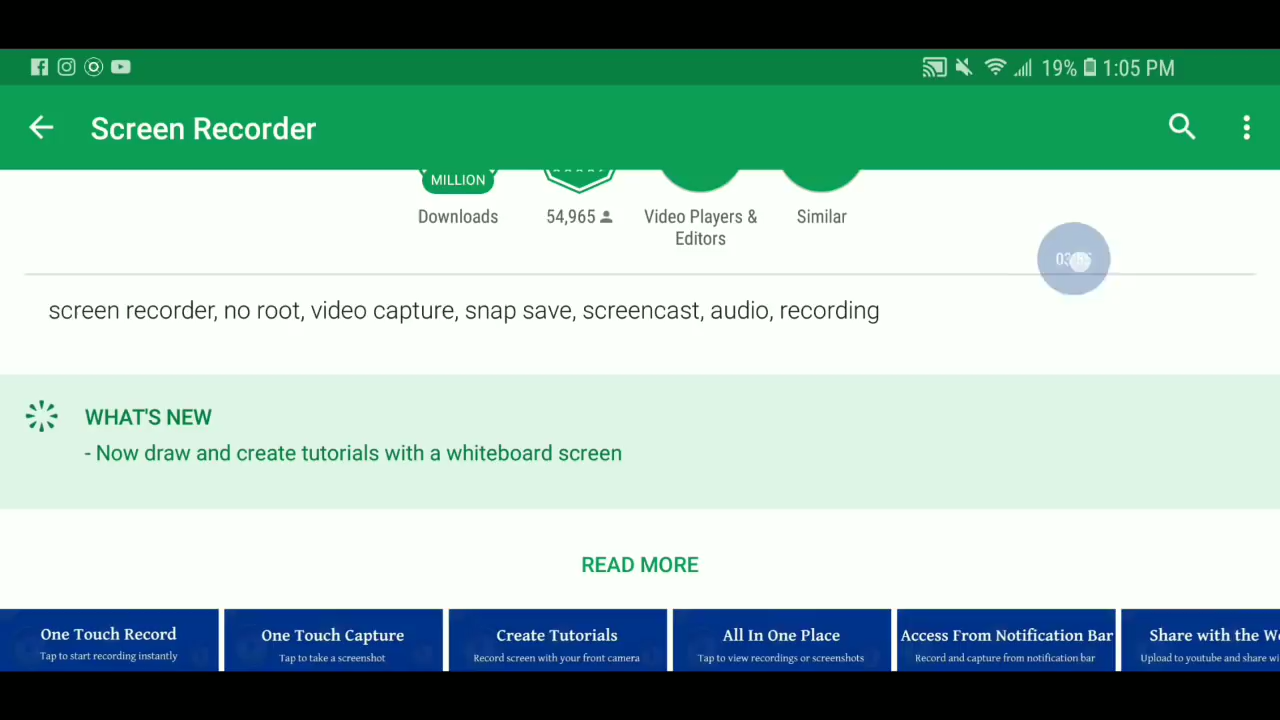 19% 1:05 PM
Screen Recorder
MILLION
Downloads
54,965
Video Players &
Editors
Similar
screen recorder, no root, video capture, snap save, screencast, audio, recording
WHAT'S NEW
- Now draw and create tutorials with a whiteboard screen
READ MORE
One Touch Record
Tap to start recording instantly
One Touch Capture
Tap to take a screenshot
Create Tutorials
Record screen with your front camera
All In One Place
Tap to view recordings or screenshots
Access From Notification Bar
Record and capture from notification bar
Share with the
Upload to youtube and share